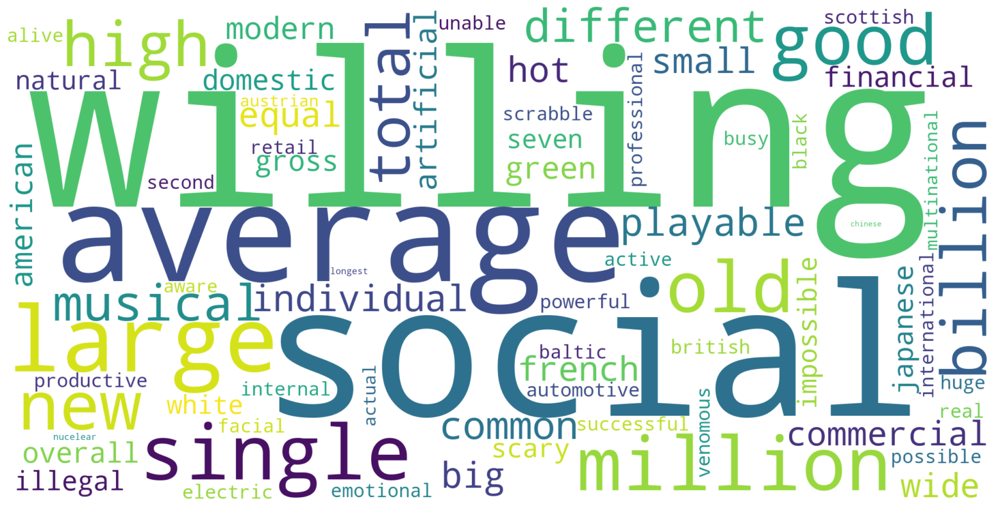 alive
high
modern
total
artificial
unable
different
good
scottish
natural
domestic
hot
small
financial
willing
austrian
equal
scrabble
professional
black
multinational
billion
retail
gross
seven
green
busy
second
american
average
playable
chinese
longest
active
old
impossible
japanese
international
aware
musical
individual
powerful
large
social
baltic
british
french
productive
internal
actual
automotive
venomous
huge
new
white
common
successful
real
facial
nucelear
single
scary
million
commercial
overall
big
possible
illegal
electric
emotional
wide